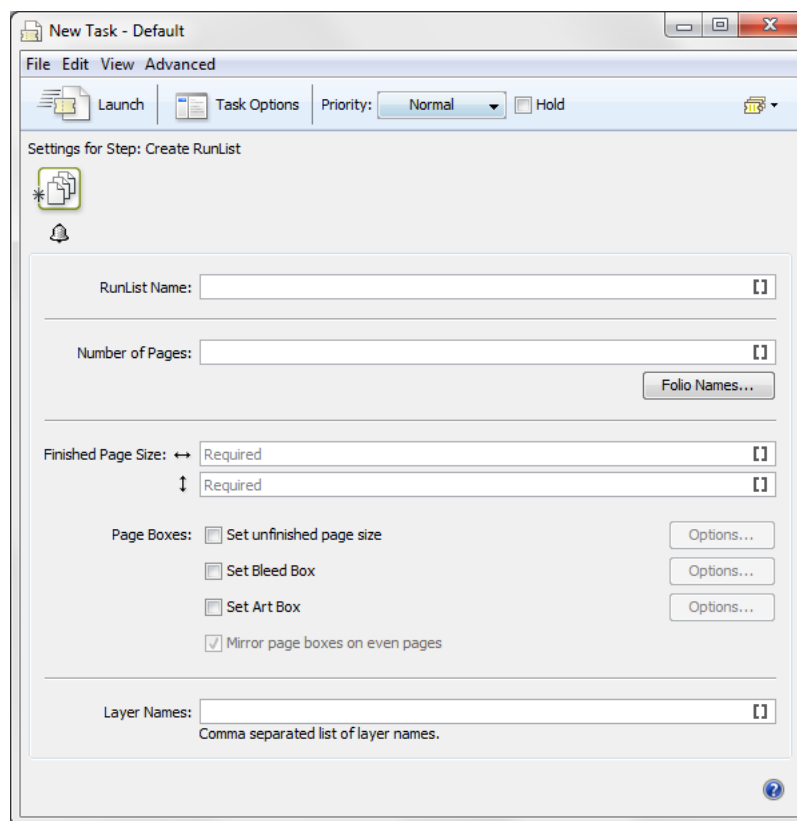 New Task - Default
File Edit View Advanced
Launch Task Options Priority: Normal Hold
Settings for Step: Create RunList
RunList Name: []
Number of Pages: []
Folio Names...
Finished Page Size: ↔ Required []
↕ Required []
Page Boxes: Set unfinished page size Options...
Set Bleed Box Options...
Set Art Box Options...
Mirror page boxes on even pages
Layer Names: []
Comma separated list of layer names.